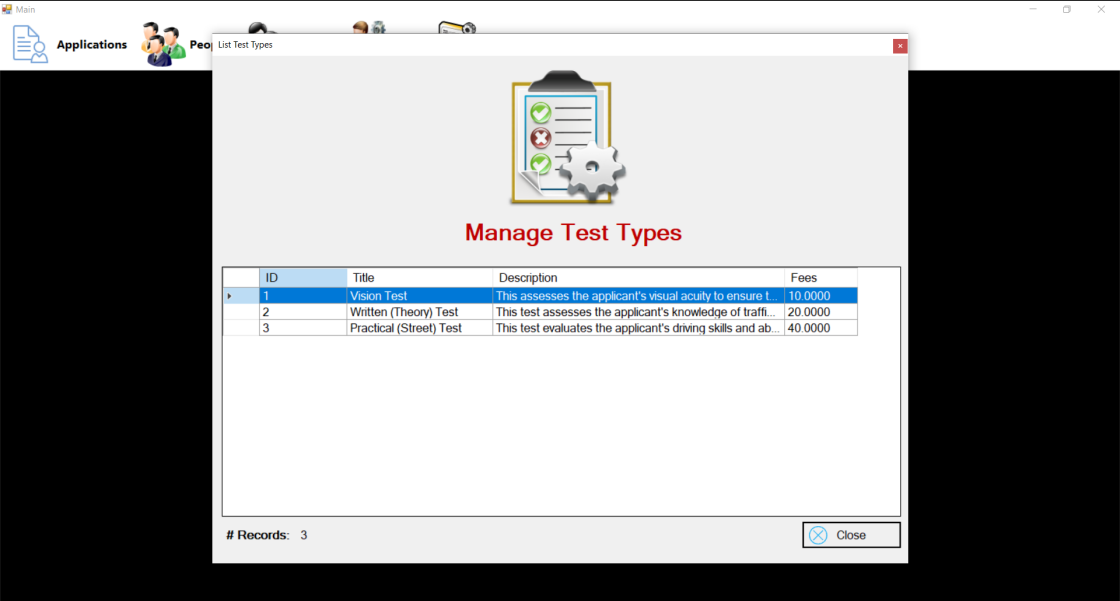 Main
Applications
Peo
List Test Types
Manage Test Types
ID Title Description Fees
1 Vision Test This assesses the applicant's visual acuity to ensure t... 10.0000
2 Written (Theory) Test This test assesses the applicant's knowledge of traffi... 20.0000
3 Practical (Street) Test This test evaluates the applicant's driving skills and ab... 40.0000
# Records: 3
Close